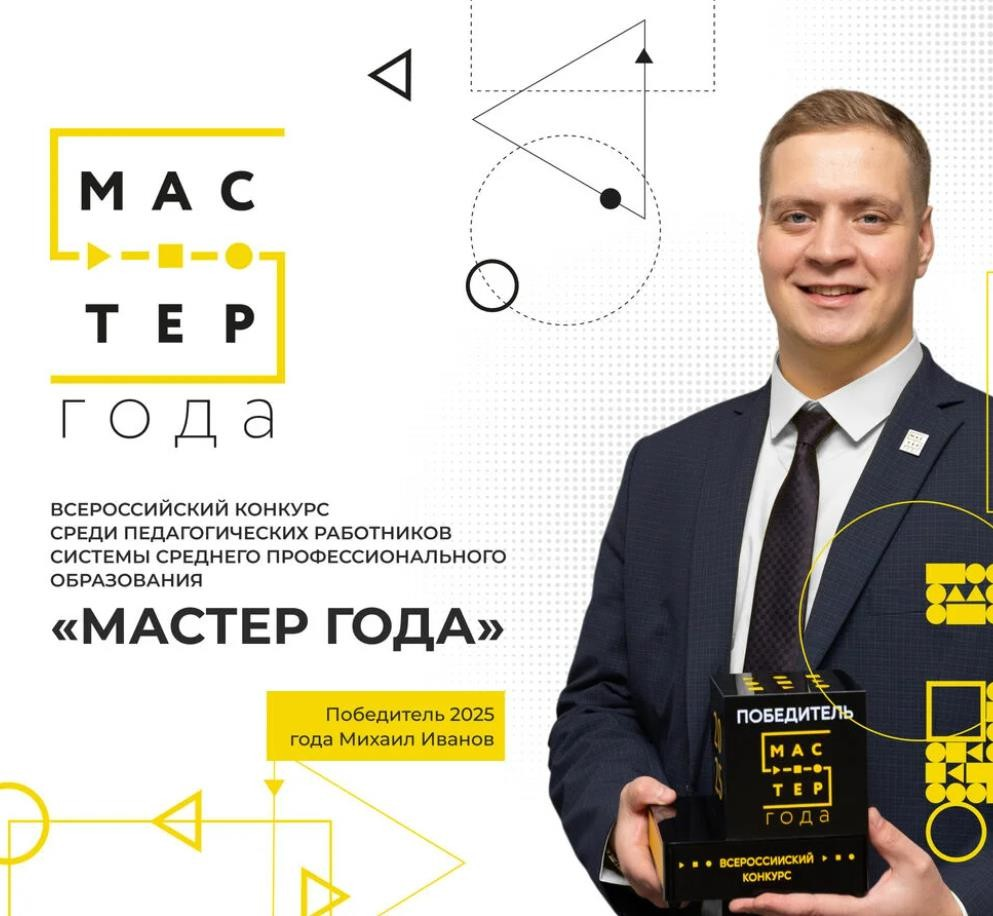 МАС
ТЕР
года
ВСЕРОССИЙСКИЙ КОНКУРС
СРЕДИ ПЕДАГОГИЧЕСКИХ РАБОТНИКОВ
СИСТЕМЫ СРЕДНЕГО ПРОФЕССИОНАЛЬНОГО
ОБРАЗОВАНИЯ
«МАСТЕР ГОДА»
Победитель 2025
года Михаил Иванов
ПОБЕДИТЕЛЬ
МАС
ТЕР
года
ВСЕРОССИЙСКИЙ
КОНКУРС